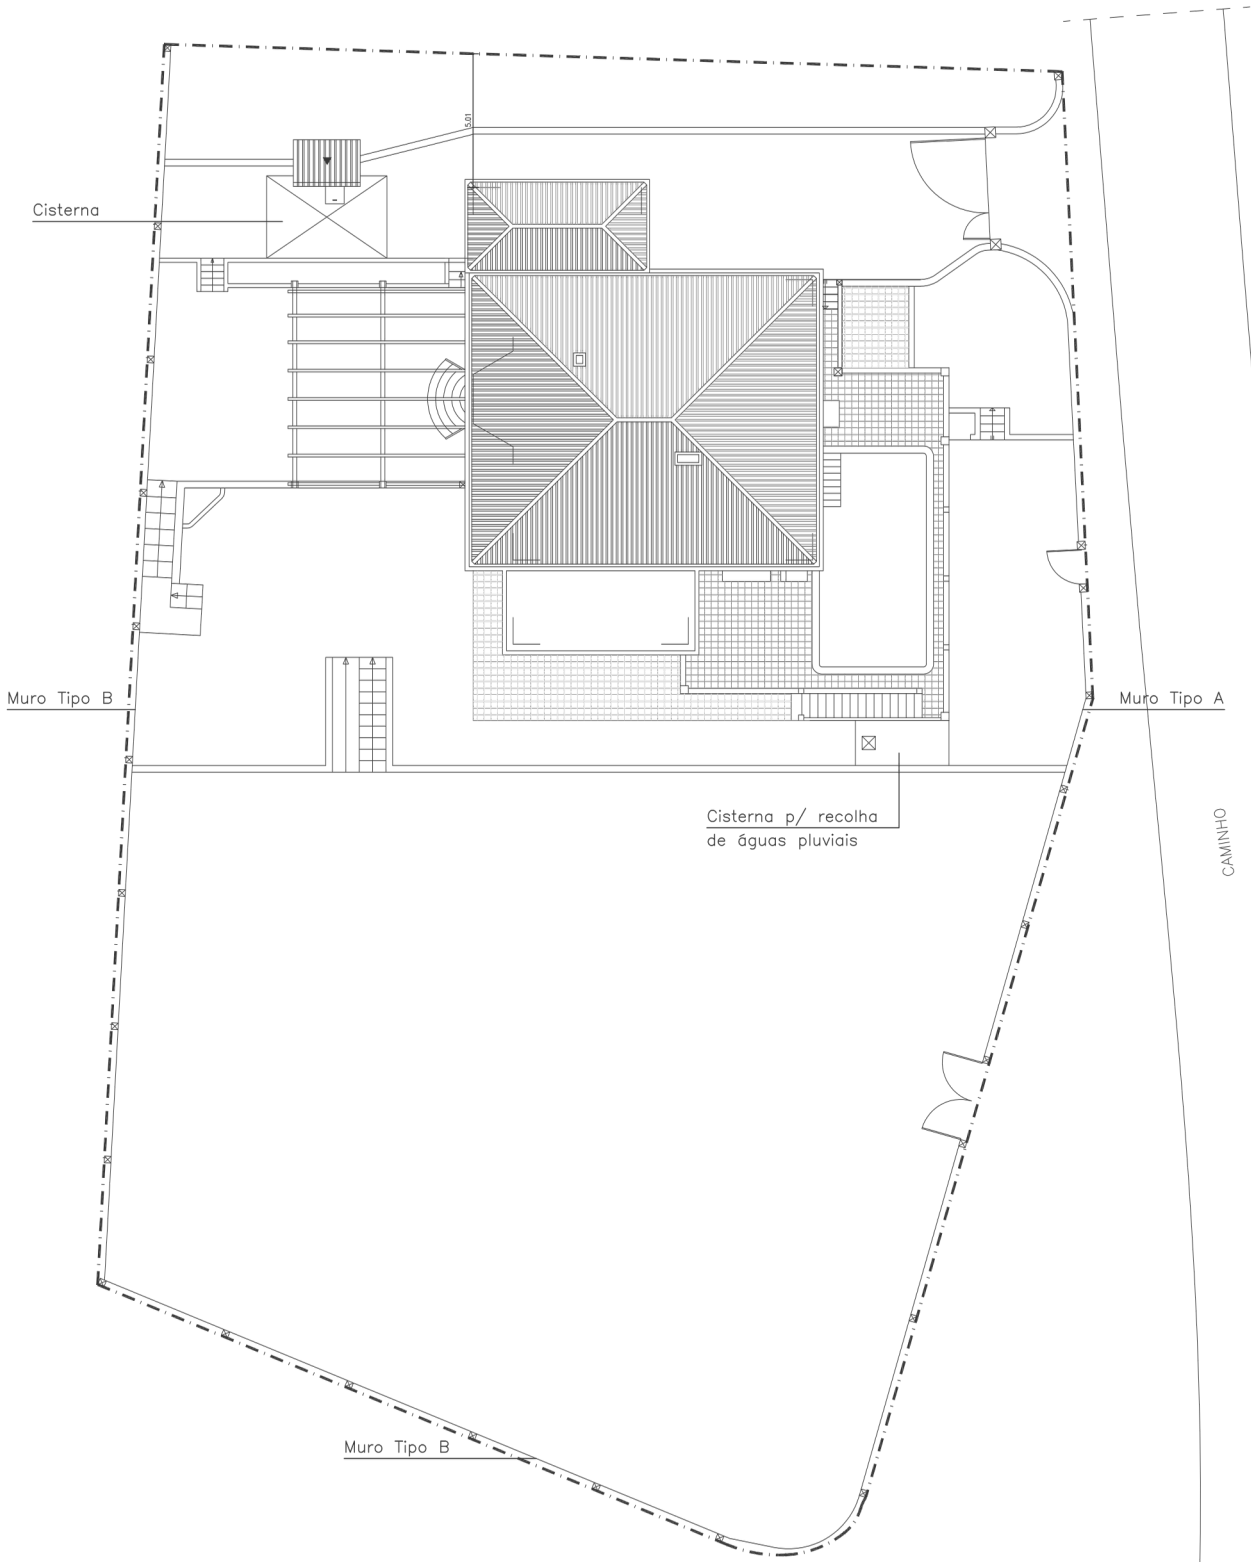 5.01
Cisterna
Muro Tipo B
Muro Tipo A
Cisterna p/ recolha
de águas pluviais
CAMINHO
Muro Tipo B